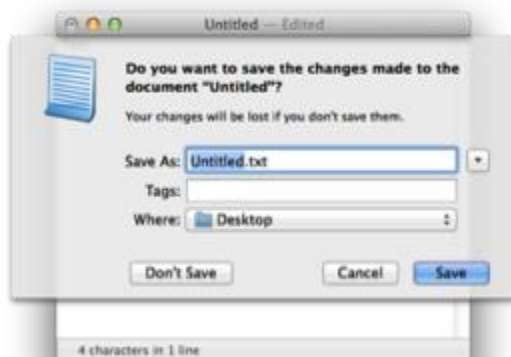 Untitled — Edited
Do you want to save the changes made to the
document “Untitled”?
Your changes will be lost if you don’t save them.
Save As: Untitled.txt
Tags:
Where: Desktop
Don’t Save Cancel Save
4 characters in 1 line